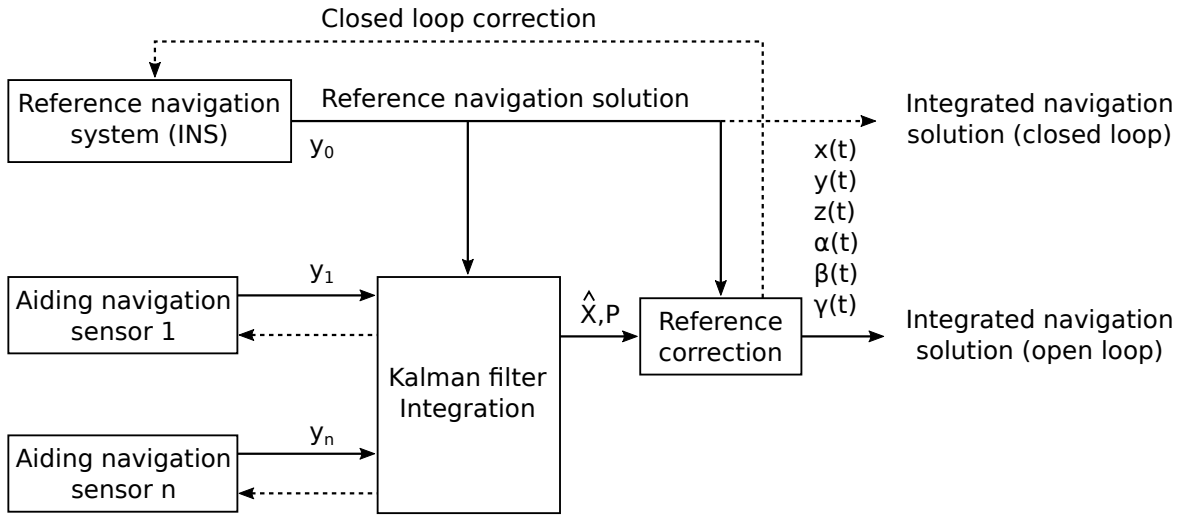 Closed loop correction
Reference navigation
system (INS)
Reference navigation solution
y₀
Integrated navigation
solution (closed loop)
x(t)
y(t)
z(t)
α(t)
β(t)
γ(t)
Aiding navigation
sensor 1
y₁
Kalman filter
Integration
X̂,P
Reference
correction
Integrated navigation
solution (open loop)
Aiding navigation
sensor n
yₙ